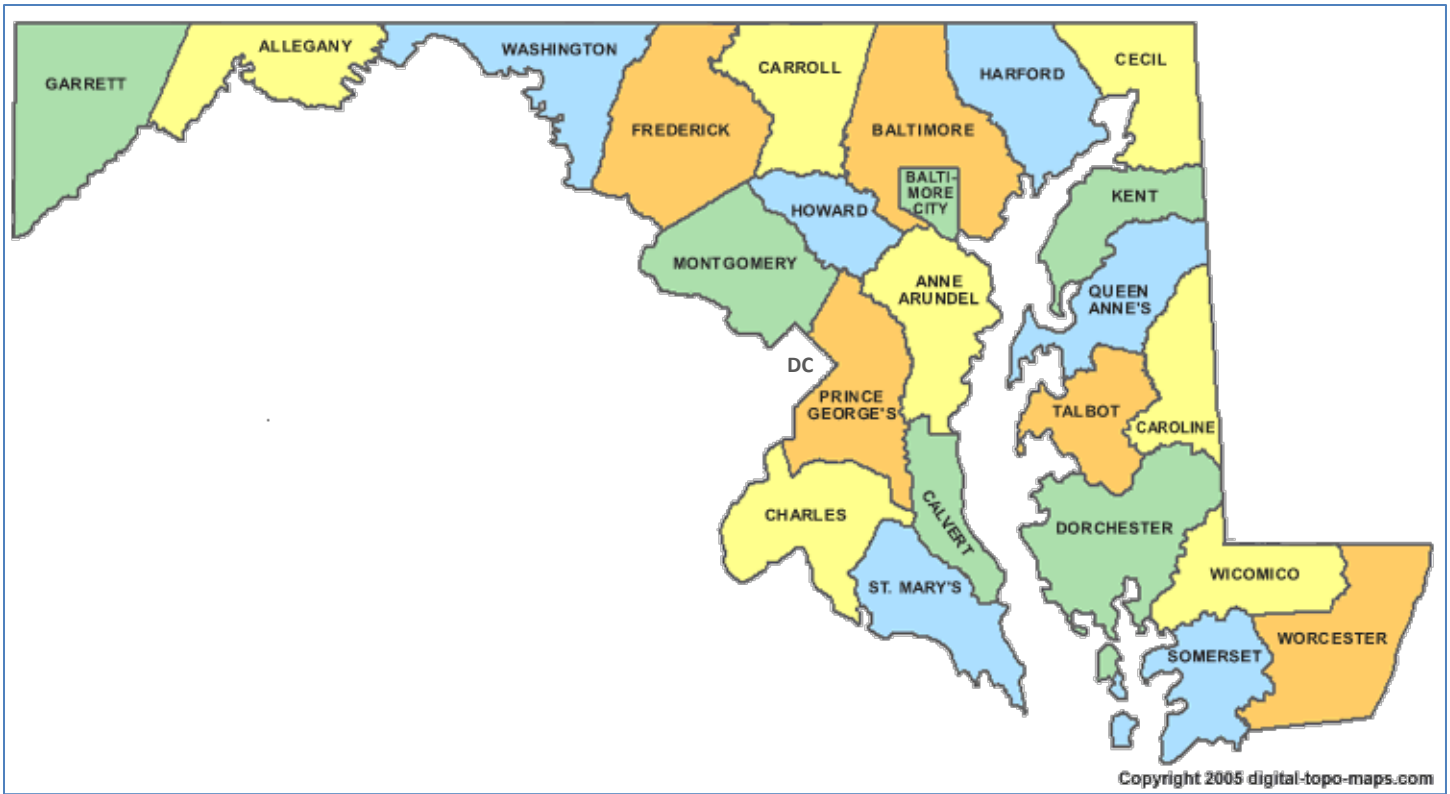 GARRETT
ALLEGANY
WASHINGTON
FREDERICK
CARROLL
BALTIMORE
HARFORD
CECIL
BALTI-
MORE
CITY
KENT
HOWARD
MONTGOMERY
ANNE
ARUNDEL
QUEEN
ANNE'S
DC
PRINCE
GEORGE'S
TALBOT
CAROLINE
CHARLES
CALVERT
DORCHESTER
ST. MARY'S
WICOMICO
WORCESTER
SOMERSET
Copyright 2005 digital-topo-maps.com